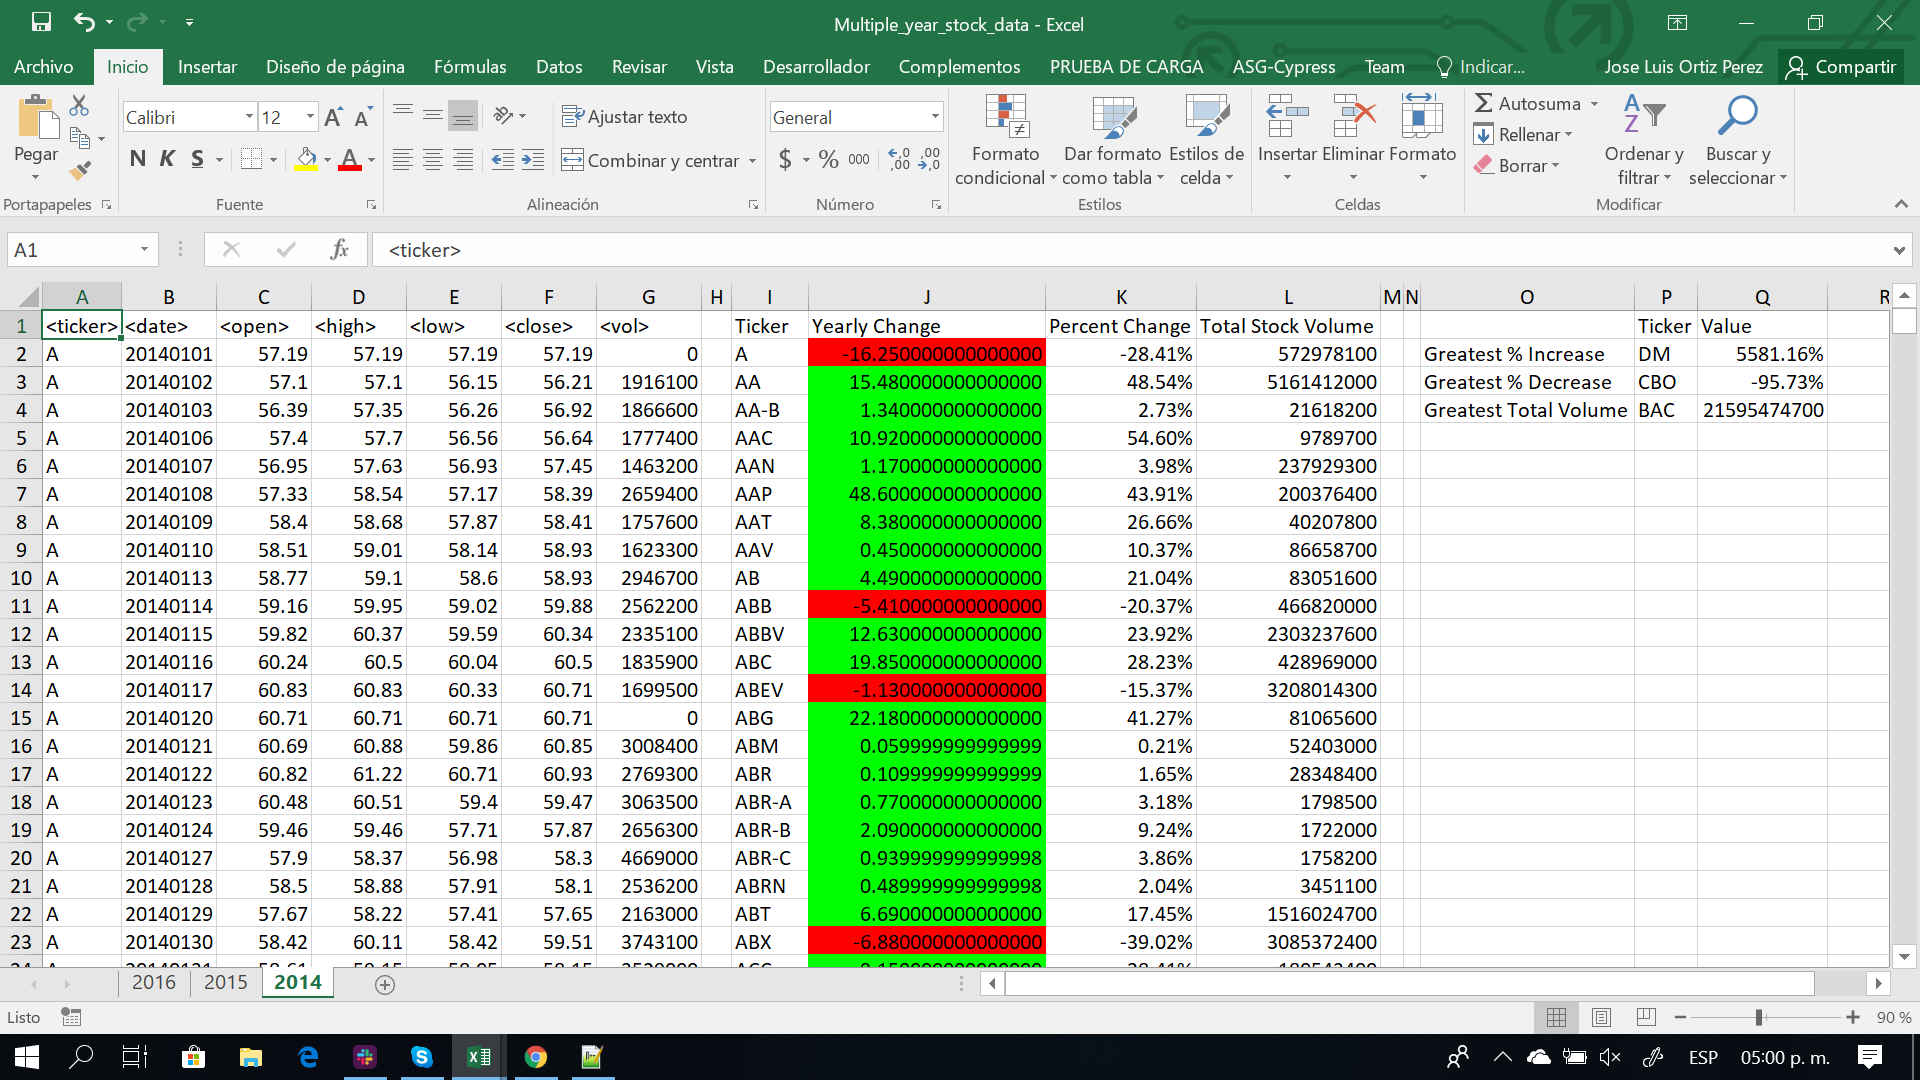 Multiple_year_stock_data - Excel
Archivo Inicio Insertar Diseño de página Fórmulas Datos Revisar Vista Desarrollador Complementos PRUEBA DE CARGA ASG-Cypress Team Indicar... Jose Luis Ortiz Perez Compartir
Pegar
Calibri 12
N K S
Ajustar texto
Combinar y centrar
General
$ % 000
Formato condicional
Dar formato como tabla
Estilos de celda
Insertar Eliminar Formato
Autosuma
Rellenar
Borrar
Ordenar y filtrar
Buscar y seleccionar
Portapapeles Fuente Alineación Número Estilos Celdas Modificar
A1 fx <ticker>
A B C D E F G H I J K L M N O P Q R
1 <ticker> <date> <open> <high> <low> <close> <vol> Ticker Yearly Change Percent Change Total Stock Volume Ticker Value
2 A 20140101 57.19 57.19 57.19 57.19 0 A -16.250000000000000 -28.41% 572978100 Greatest % Increase DM 5581.16%
3 A 20140102 57.1 57.1 56.15 56.21 1916100 AA 15.480000000000000 48.54% 5161412000 Greatest % Decrease CBO -95.73%
4 A 20140103 56.39 57.35 56.26 56.92 1866600 AA-B 1.340000000000000 2.73% 21618200 Greatest Total Volume BAC 21595474700
5 A 20140106 57.4 57.7 56.56 56.64 1777400 AAC 10.920000000000000 54.60% 9789700
6 A 20140107 56.95 57.63 56.93 57.45 1463200 AAN 1.170000000000000 3.98% 237929300
7 A 20140108 57.33 58.54 57.17 58.39 2659400 AAP 48.600000000000000 43.91% 200376400
8 A 20140109 58.4 58.68 57.87 58.41 1757600 AAT 8.380000000000000 26.66% 40207800
9 A 20140110 58.51 59.01 58.14 58.93 1623300 AAV 0.450000000000000 10.37% 86658700
10 A 20140113 58.77 59.1 58.6 58.93 2946700 AB 4.490000000000000 21.04% 83051600
11 A 20140114 59.16 59.95 59.02 59.88 2562200 ABB -5.410000000000000 -20.37% 466820000
12 A 20140115 59.82 60.37 59.59 60.34 2335100 ABBV 12.630000000000000 23.92% 2303237600
13 A 20140116 60.24 60.5 60.04 60.5 1835900 ABC 19.850000000000000 28.23% 428969000
14 A 20140117 60.83 60.83 60.33 60.71 1699500 ABEV -1.130000000000000 -15.37% 3208014300
15 A 20140120 60.71 60.71 60.71 60.71 0 ABG 22.180000000000000 41.27% 81065600
16 A 20140121 60.69 60.88 59.86 60.85 3008400 ABM 0.059999999999999 0.21% 52403000
17 A 20140122 60.82 61.22 60.71 60.93 2769300 ABR 0.109999999999999 1.65% 28348400
18 A 20140123 60.48 60.51 59.4 59.47 3063500 ABR-A 0.770000000000000 3.18% 1798500
19 A 20140124 59.46 59.46 57.71 57.87 2656300 ABR-B 2.090000000000000 9.24% 1722000
20 A 20140127 57.9 58.37 56.98 58.3 4669000 ABR-C 0.939999999999998 3.86% 1758200
21 A 20140128 58.5 58.88 57.91 58.1 2536200 ABRN 0.489999999999998 2.04% 3451100
22 A 20140129 57.67 58.22 57.41 57.65 2163000 ABT 6.690000000000000 17.45% 1516024700
23 A 20140130 58.42 60.11 58.42 59.51 3743100 ABX -6.880000000000000 -39.02% 3085372400
2016 2015 2014
Listo 90 %
ESP 05:00 p. m.